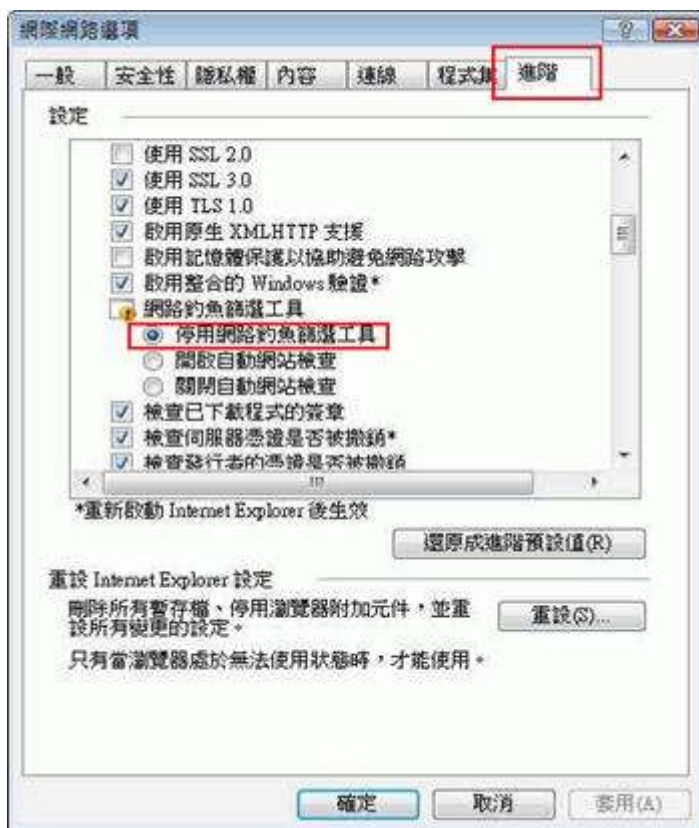 網際網路選項
一般 安全性 隱私權 內容 連線 程式集 進階
設定
使用 SSL 2.0
使用 SSL 3.0
使用 TLS 1.0
啟用原生 XMLHTTP 支援
啟用記憶體保護以協助避免網路攻擊
啟用整合的 Windows 驗證*
網路釣魚篩選工具
停用網路釣魚篩選工具
開啟自動網站檢查
關閉自動網站檢查
檢查已下載程式的簽章
檢查伺服器憑證是否被撤銷*
檢查發行者的憑證是否被撤銷
*重新啟動 Internet Explorer 後生效
還原成進階預設值(R)
重設 Internet Explorer 設定
刪除所有暫存檔、停用瀏覽器附加元件,並重
設所有變更的設定。
重設(S)...
只有當瀏覽器處於無法使用狀態時,才能使用。
確定 取消 套用(A)